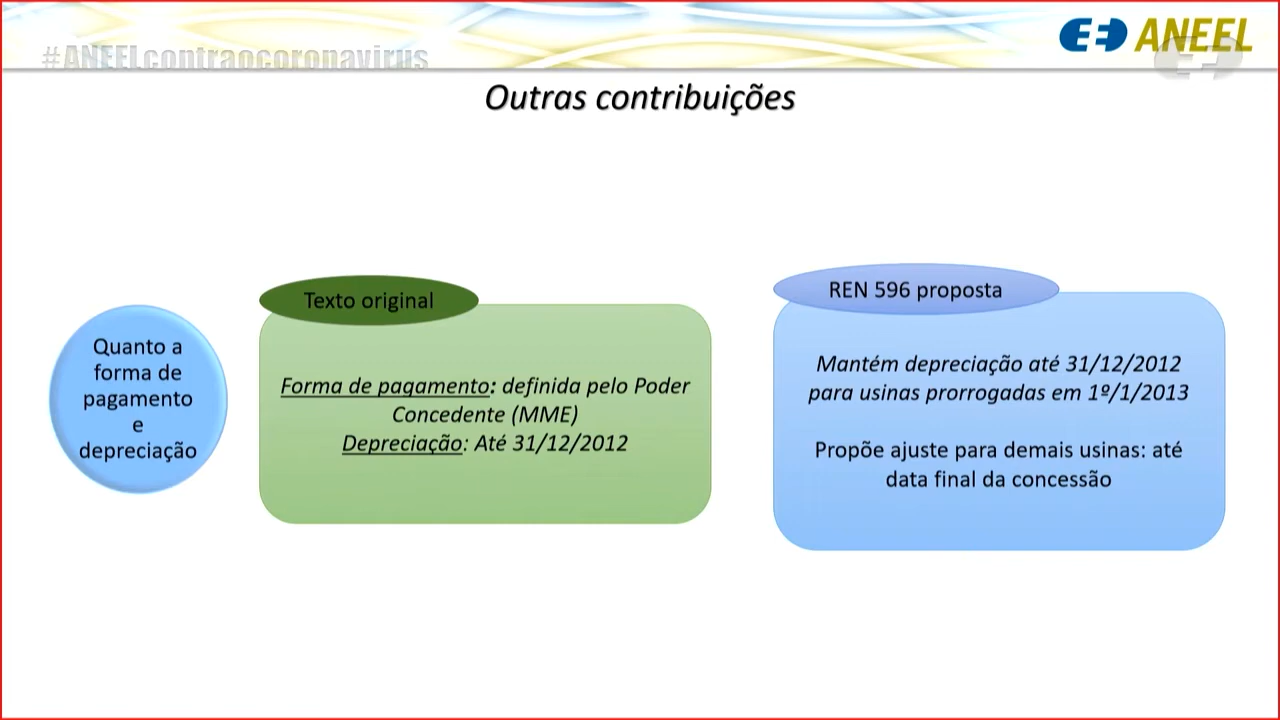 #ANEELcontraocoronavirus
ANEEL
Outras contribuições
Quanto a
forma de
pagamento
e
depreciação
Texto original
Forma de pagamento: definida pelo Poder
Concedente (MME)
Depreciação: Até 31/12/2012
REN 596 proposta
Mantém depreciação até 31/12/2012
para usinas prorrogadas em 1º/1/2013
Propõe ajuste para demais usinas: até
data final da concessão